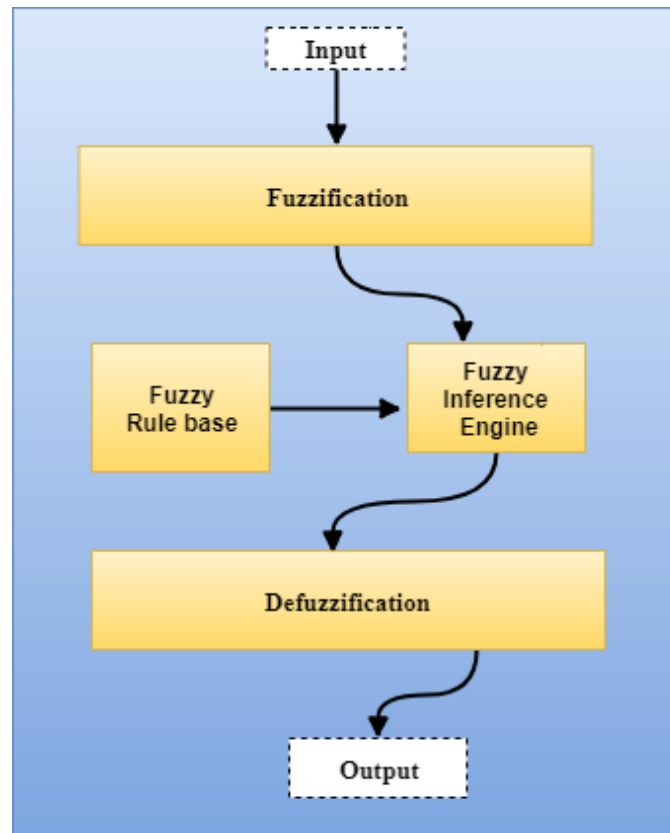 Input
Fuzzification
Fuzzy
Rule base
Fuzzy
Inference
Engine
Defuzzification
Output